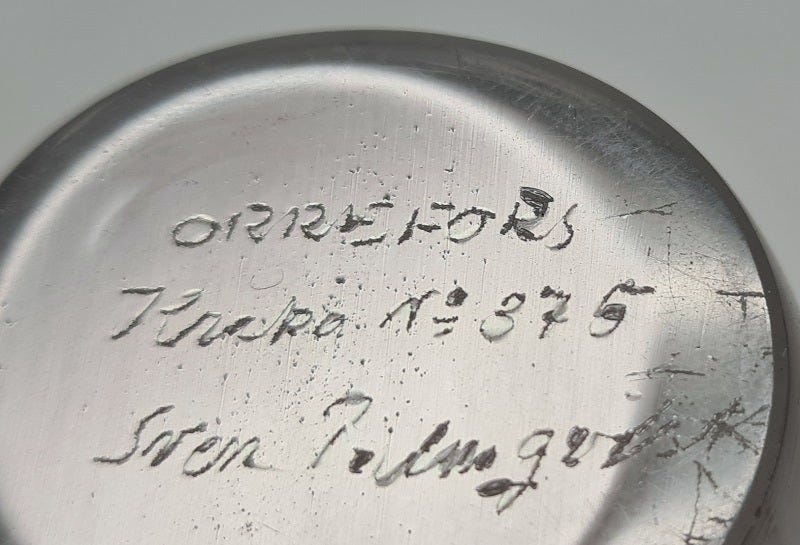 ORREFORS
Kraka Nº 375
Sven Palmqvist